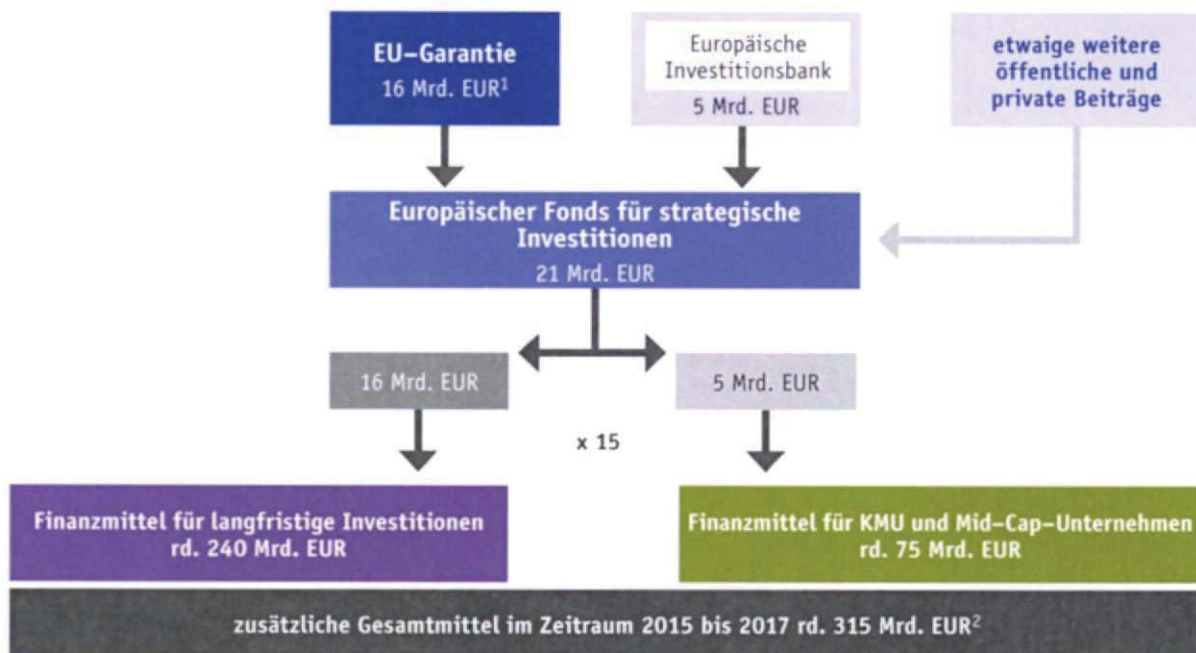 EU–Garantie
16 Mrd. EUR¹
Europäische
Investitionsbank
5 Mrd. EUR
etwaige weitere
öffentliche und
private Beiträge
Europäischer Fonds für strategische
Investitionen
21 Mrd. EUR
16 Mrd. EUR
5 Mrd. EUR
x 15
Finanzmittel für langfristige Investitionen
rd. 240 Mrd. EUR
Finanzmittel für KMU und Mid–Cap–Unternehmen
rd. 75 Mrd. EUR
zusätzliche Gesamtmittel im Zeitraum 2015 bis 2017 rd. 315 Mrd. EUR²